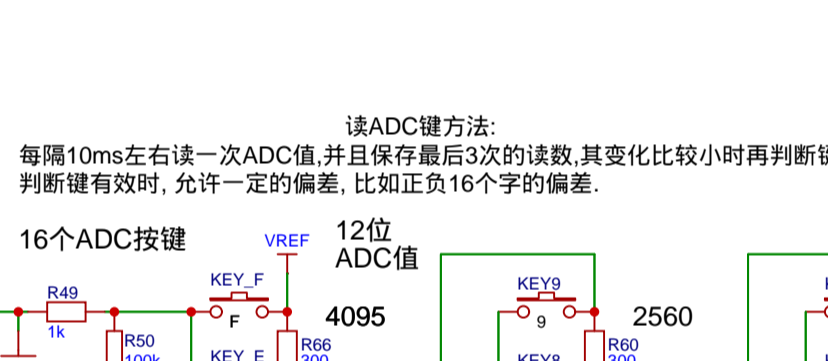 读ADC键方法:
每隔10ms左右读一次ADC值,并且保存最后3次的读数,其变化比较小时再判断
判断键有效时, 允许一定的偏差, 比如正负16个字的偏差.
16个ADC按键
VREF
12位
ADC值
KEY_F
KEY9
R49
F
4095
9
2560
1k
R50
R66
R60
100k
KEY_E
300
KEY8
300